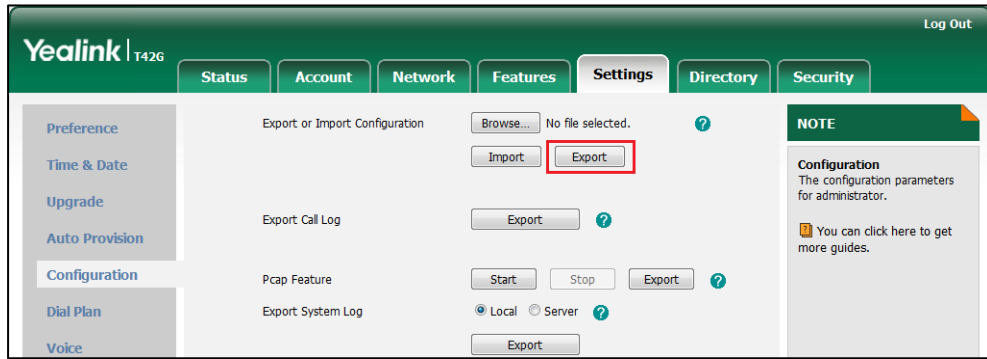 Log Out
Yealink T42G
Status Account Network Features Settings Directory Security
Preference
Time & Date
Upgrade
Auto Provision
Configuration
Dial Plan
Voice
Export or Import Configuration Browse... No file selected. ?
Import Export
Export Call Log Export ?
Pcap Feature Start Stop Export ?
Export System Log Local Server ?
Export
NOTE
Configuration
The configuration parameters
for administrator.
? You can click here to get
more guides.